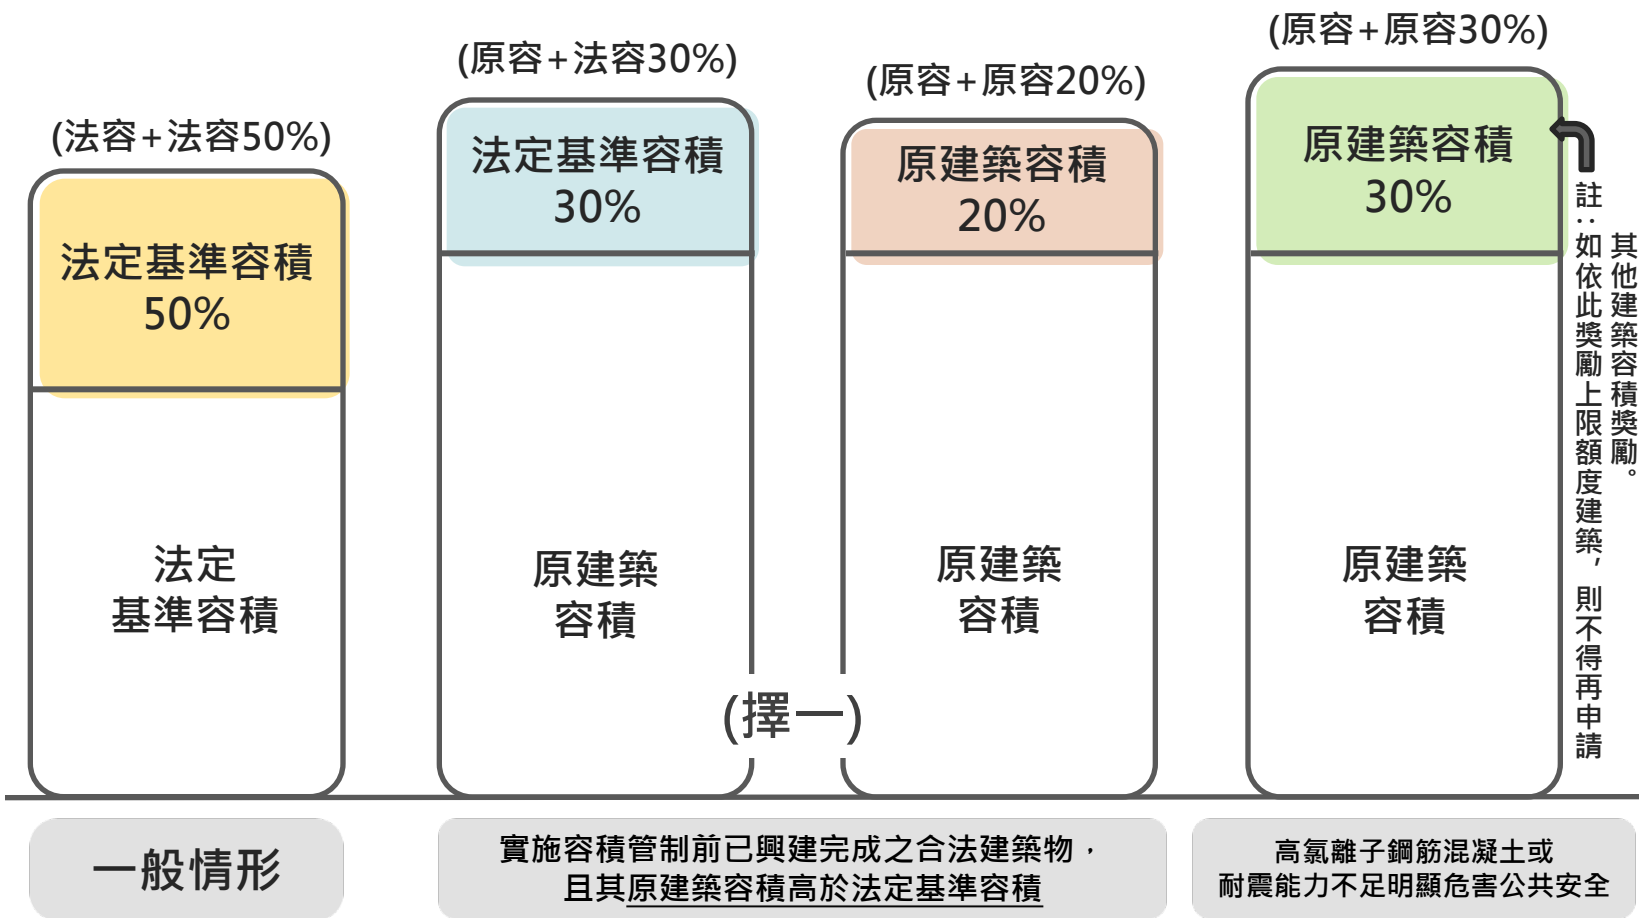 (法容+法容50%)
法定基準容積
50%
法定
基準容積
一般情形
(原容+法容30%)
法定基準容積
30%
原建築
容積
(擇一)
(原容+原容20%)
原建築容積
20%
原建築
容積
實施容積管制前已興建完成之合法建築物，
且其原建築容積高於法定基準容積
(原容+原容30%)
原建築容積
30%
原建築
容積
註：如依此獎勵上限額度建築，則不得再申請
其他建築容積獎勵。
高氯離子鋼筋混凝土或
耐震能力不足明顯危害公共安全